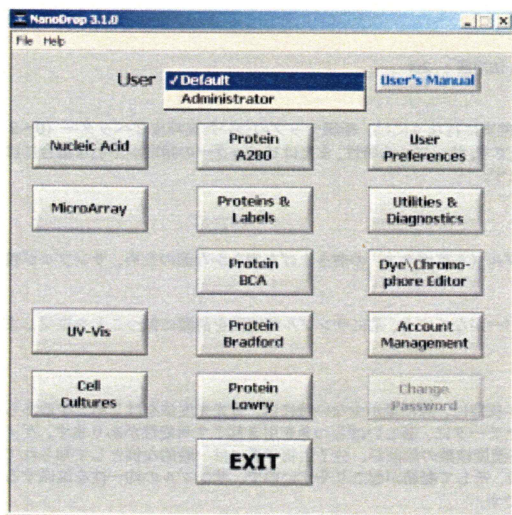 NanoDrop 3.1.0
File Help
User
✓Default
Administrator
User's Manual
Nucleic Acid
Protein
A280
User
Preferences
MicroArray
Proteins &
Labels
Utilities &
Diagnostics
Protein
BCA
Dye\Chromo-
phore Editor
UV-Vis
Protein
Bradford
Account
Management
Cell
Cultures
Protein
Lowry
Change
Password
EXIT